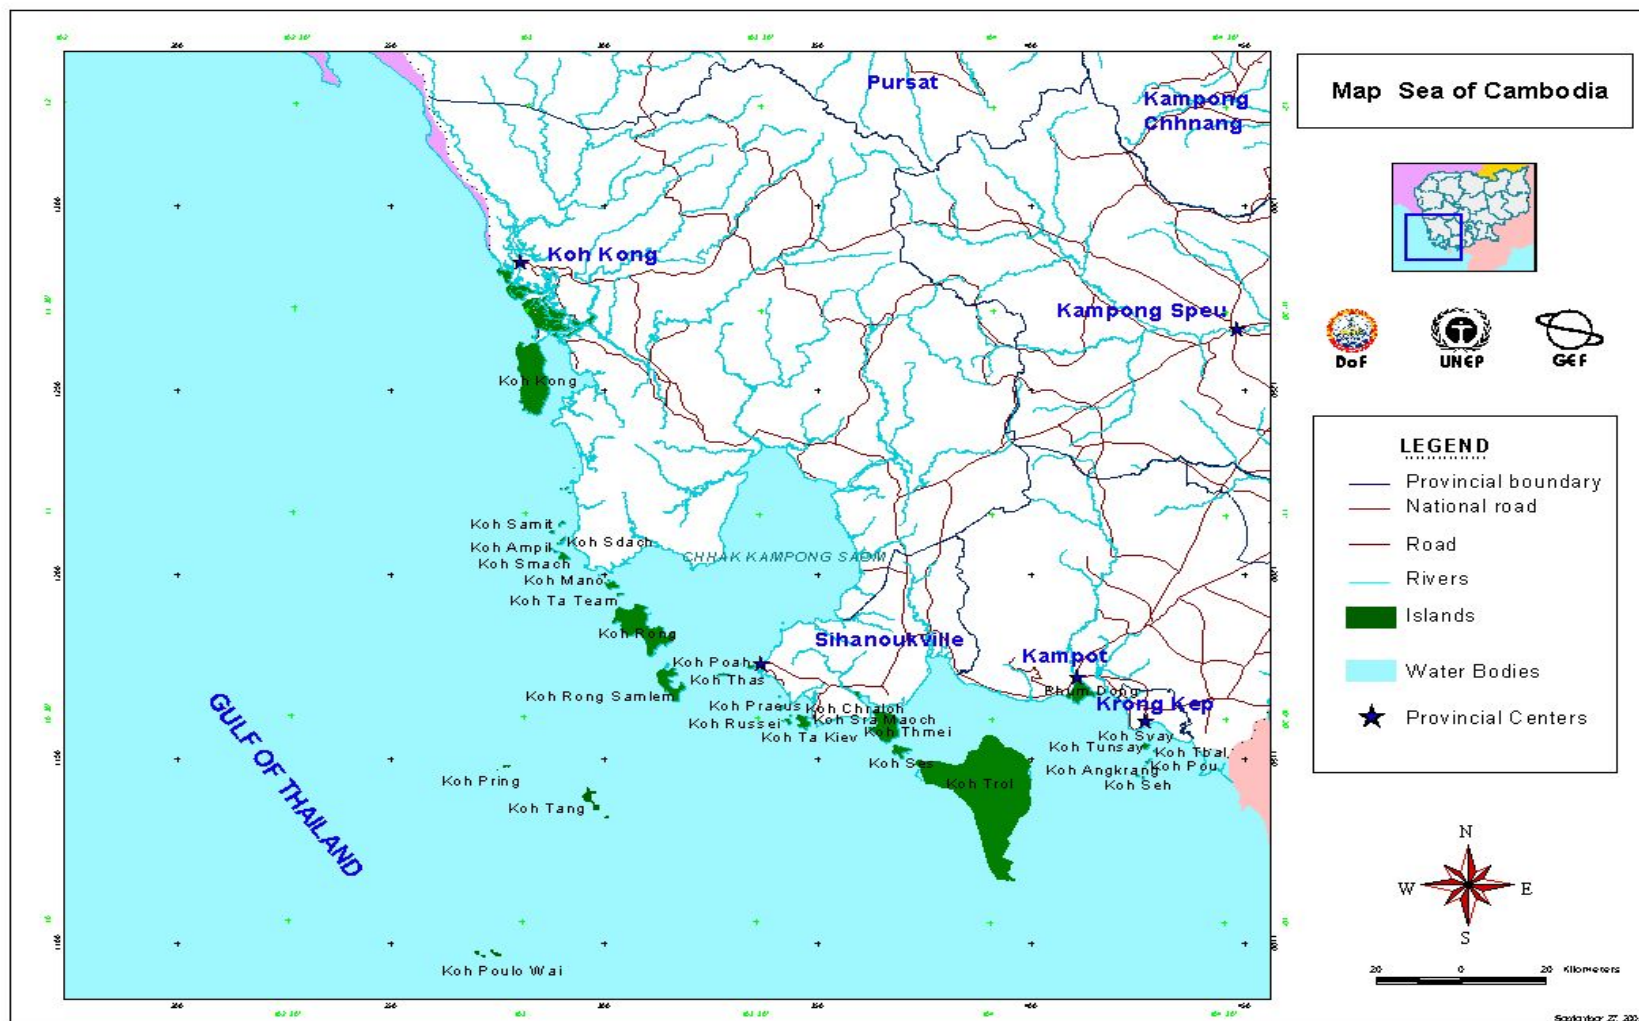 Map Sea of Cambodia
Pursat
Kampong
Chhnang
Koh Kong
Kampong Speu
Koh Kong
Koh Samit
Koh Sdach
Koh Ampil
Koh Smach
CHHAK KAMPONG SAOM
Koh Mano
Koh Ta Team
Koh Rong
Sihanoukville
Kampot
Koh Poah
Koh Thas
Phum Dong
Koh Rong Samlem
Krong Kep
Koh Praeus
Koh Chraloh
Koh Russei
Koh Sra Maoch
Koh Ta Kiev
Koh Thmei
Koh Svay
Koh Tunsay
Koh Tbal
Koh Ses
Koh Pou
Koh Angkrang
Koh Trol
Koh Seh
Koh Pring
Koh Tang
GULF OF THAILAND
Koh Poulo Wai
DoF
UNEP
GEF
LEGEND
Provincial boundary
National road
Road
Rivers
Islands
Water Bodies
Provincial Centers
N
W E
S
20 0 20 Kilometers